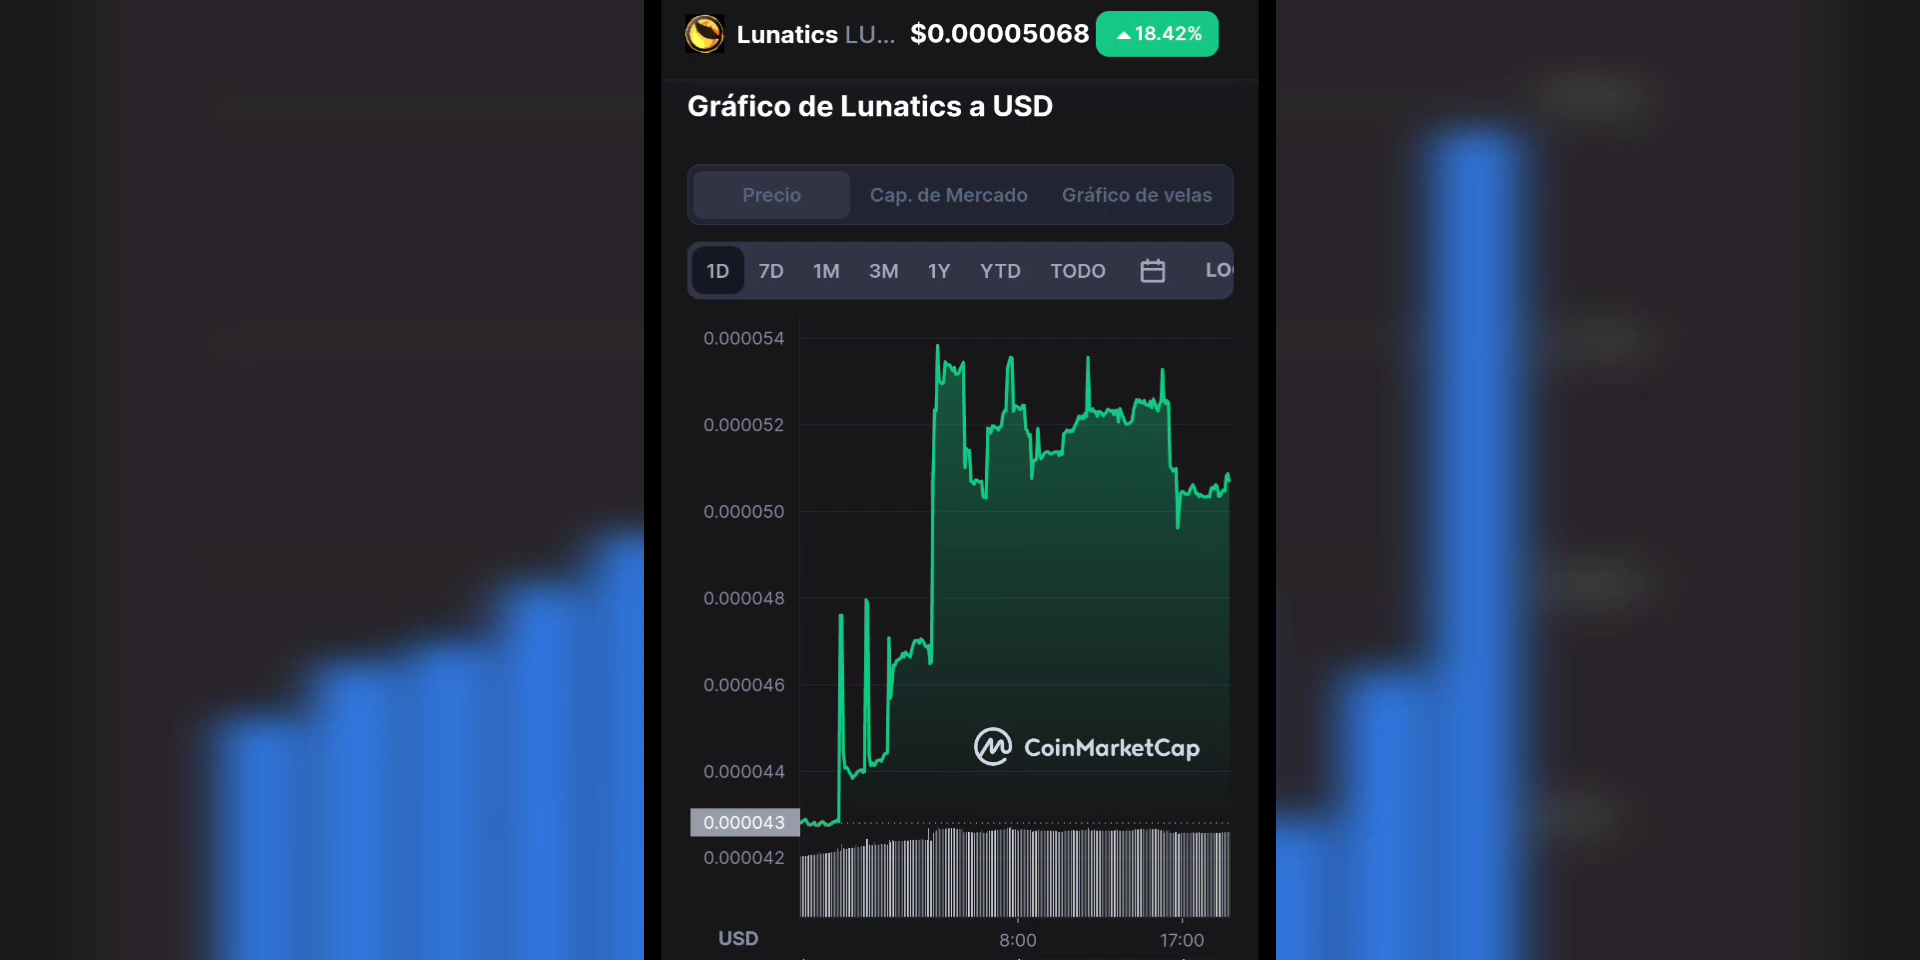 Lunatics LU... $0.00005068 18.42%
Gráfico de Lunatics a USD
Precio Cap. de Mercado Gráfico de velas
1D 7D 1M 3M 1Y YTD TODO LO
0.000054
0.000052
0.000050
0.000048
0.000046
CoinMarketCap
0.000044
0.000043
0.000042
USD 8:00 17:00